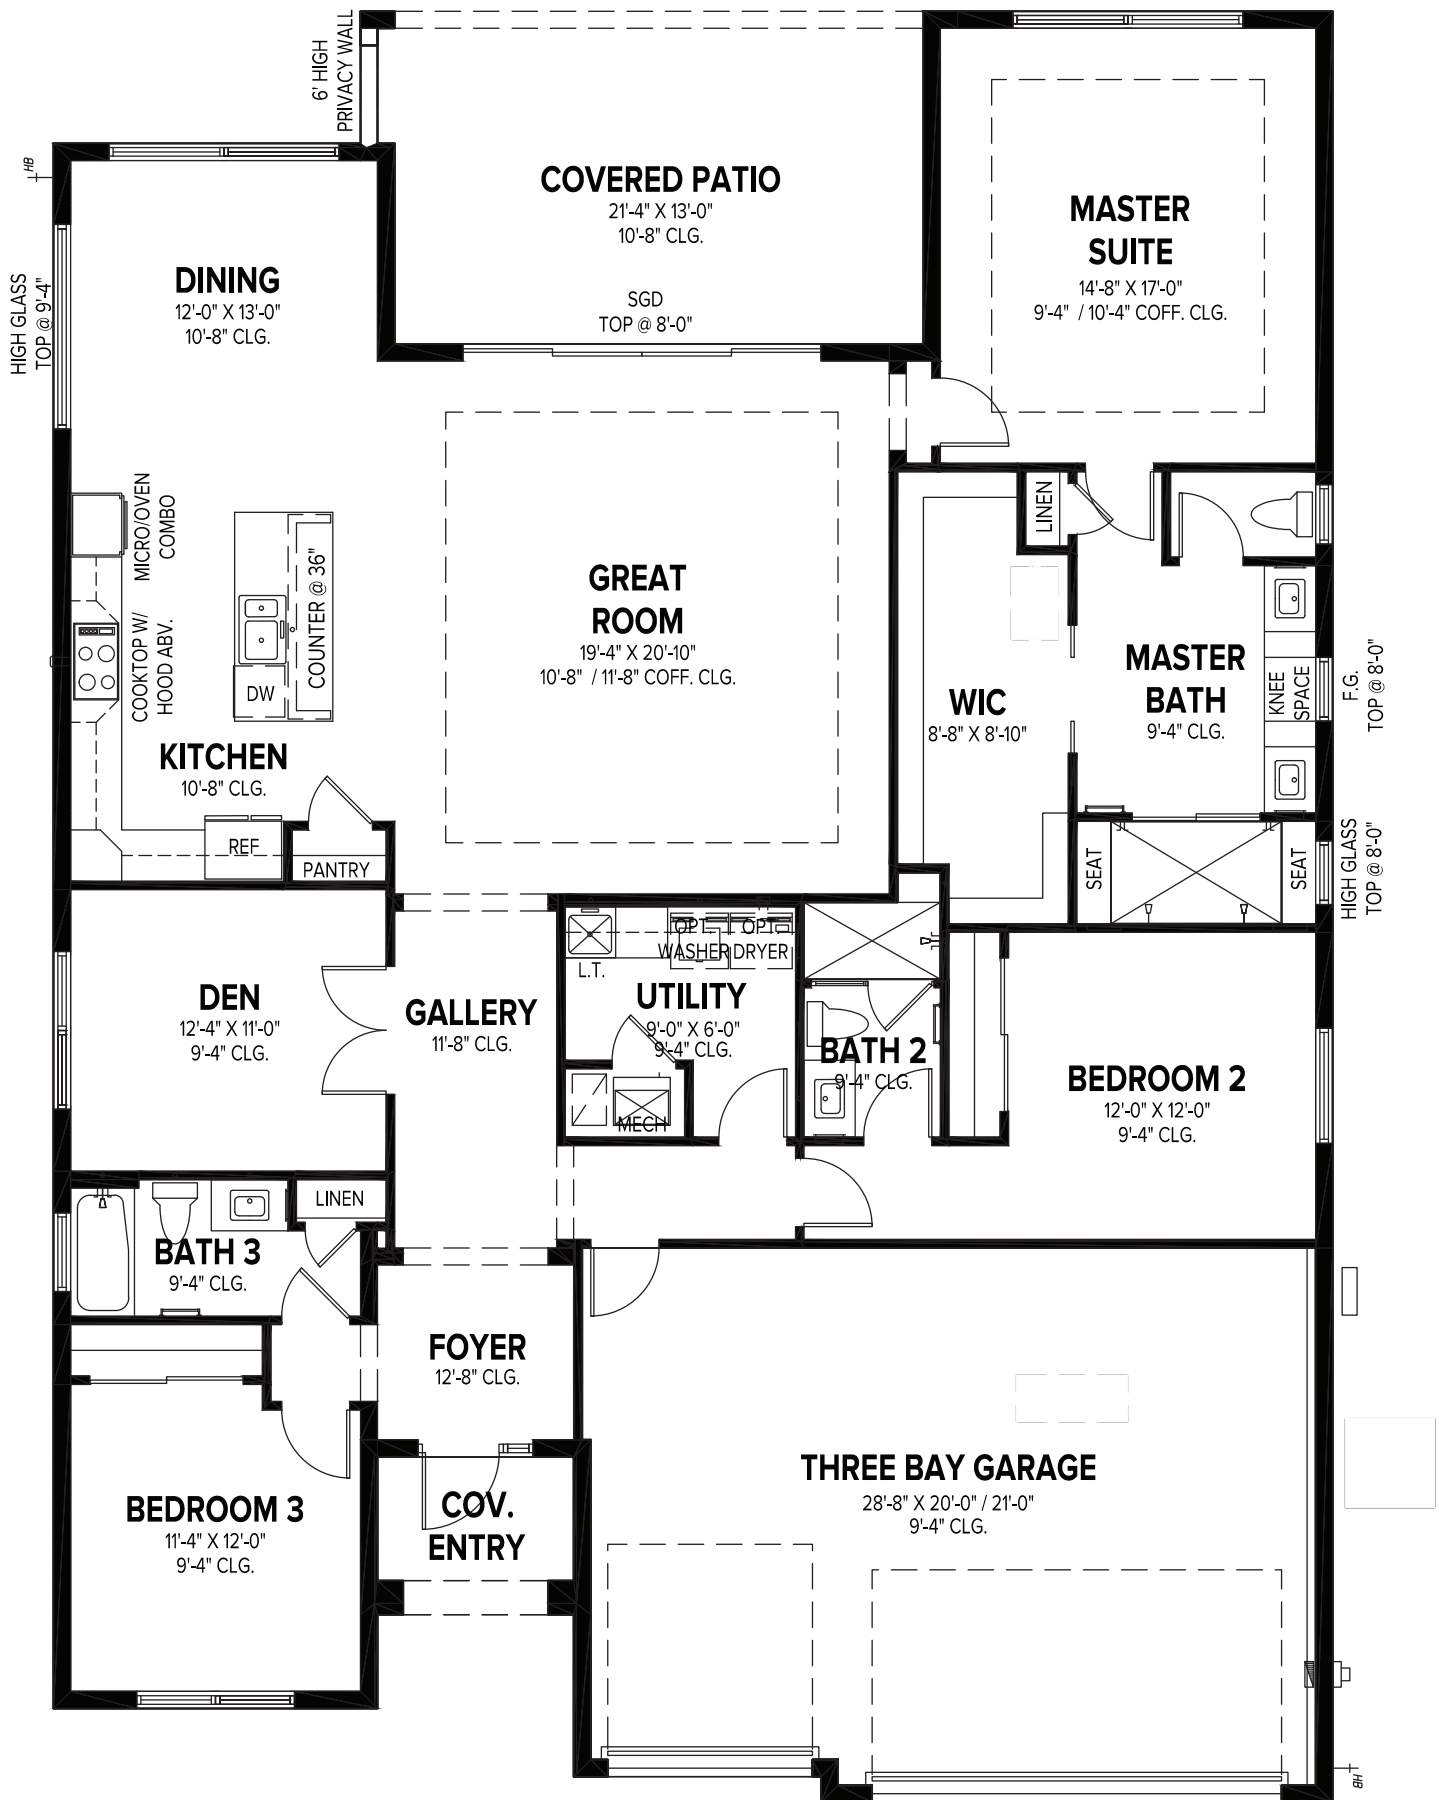 6' HIGH
PRIVACY WALL
HB
COVERED PATIO
21'-4" X 13'-0"
10'-8" CLG.
SGD
TOP @ 8'-0"
MASTER
SUITE
14'-8" X 17'-0"
9'-4" / 10'-4" COFF. CLG.
DINING
12'-0" X 13'-0"
10'-8" CLG.
HIGH GLASS
TOP @ 9'-4"
MICRO/OVEN
COMBO
COOKTOP W/
HOOD ABV.
COUNTER @ 36"
DW
KITCHEN
10'-8" CLG.
REF
PANTRY
GREAT
ROOM
19'-4" X 20'-10"
10'-8" / 11'-8" COFF. CLG.
LINEN
WIC
8'-8" X 8'-10"
MASTER
BATH
9'-4" CLG.
KNEE
SPACE
F.G.
TOP @ 8'-0"
SEAT
SEAT
HIGH GLASS
TOP @ 8'-0"
DEN
12'-4" X 11'-0"
9'-4" CLG.
GALLERY
11'-8" CLG.
L.T.
OPT.
WASHER
OPT.
DRYER
UTILITY
9'-0" X 6'-0"
9'-4" CLG.
MECH
BATH 2
9'-4" CLG.
BEDROOM 2
12'-0" X 12'-0"
9'-4" CLG.
LINEN
BATH 3
9'-4" CLG.
FOYER
12'-8" CLG.
COV.
ENTRY
BEDROOM 3
11'-4" X 12'-0"
9'-4" CLG.
THREE BAY GARAGE
28'-8" X 20'-0" / 21'-0"
9'-4" CLG.
HB